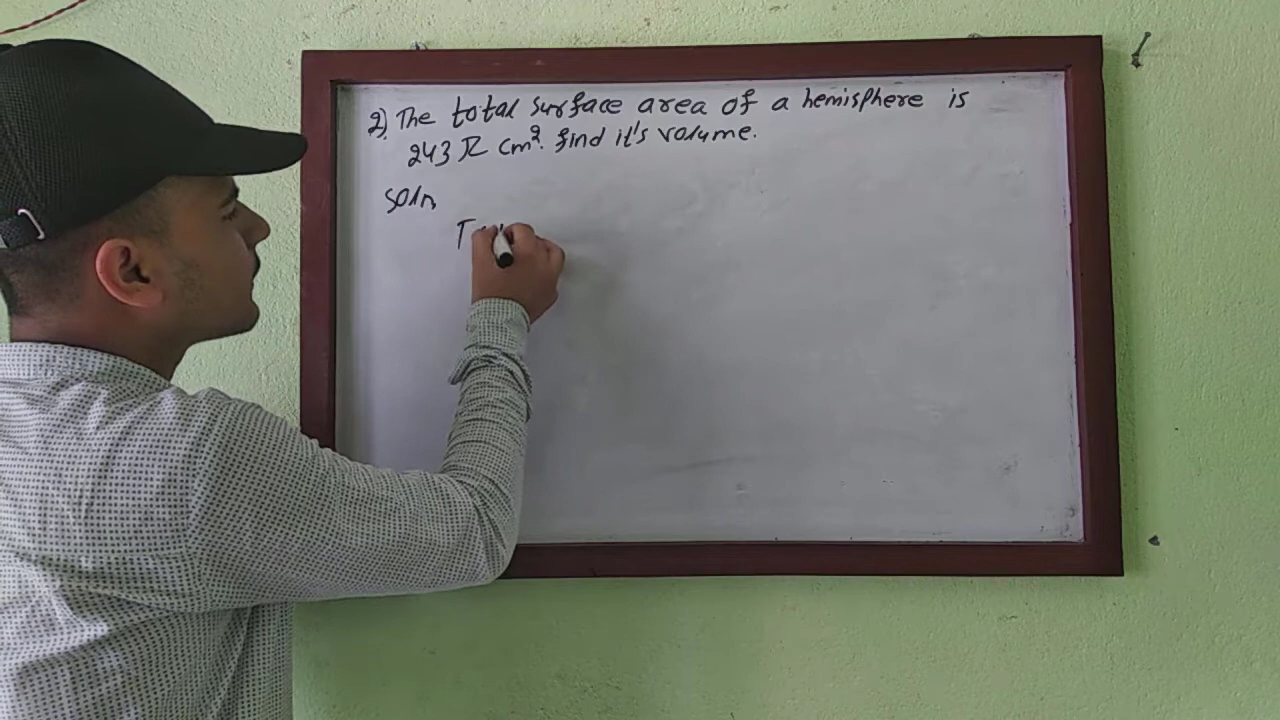 2). The total surface area of a hemisphere is
243 π cm². find it's volume.
soln
T